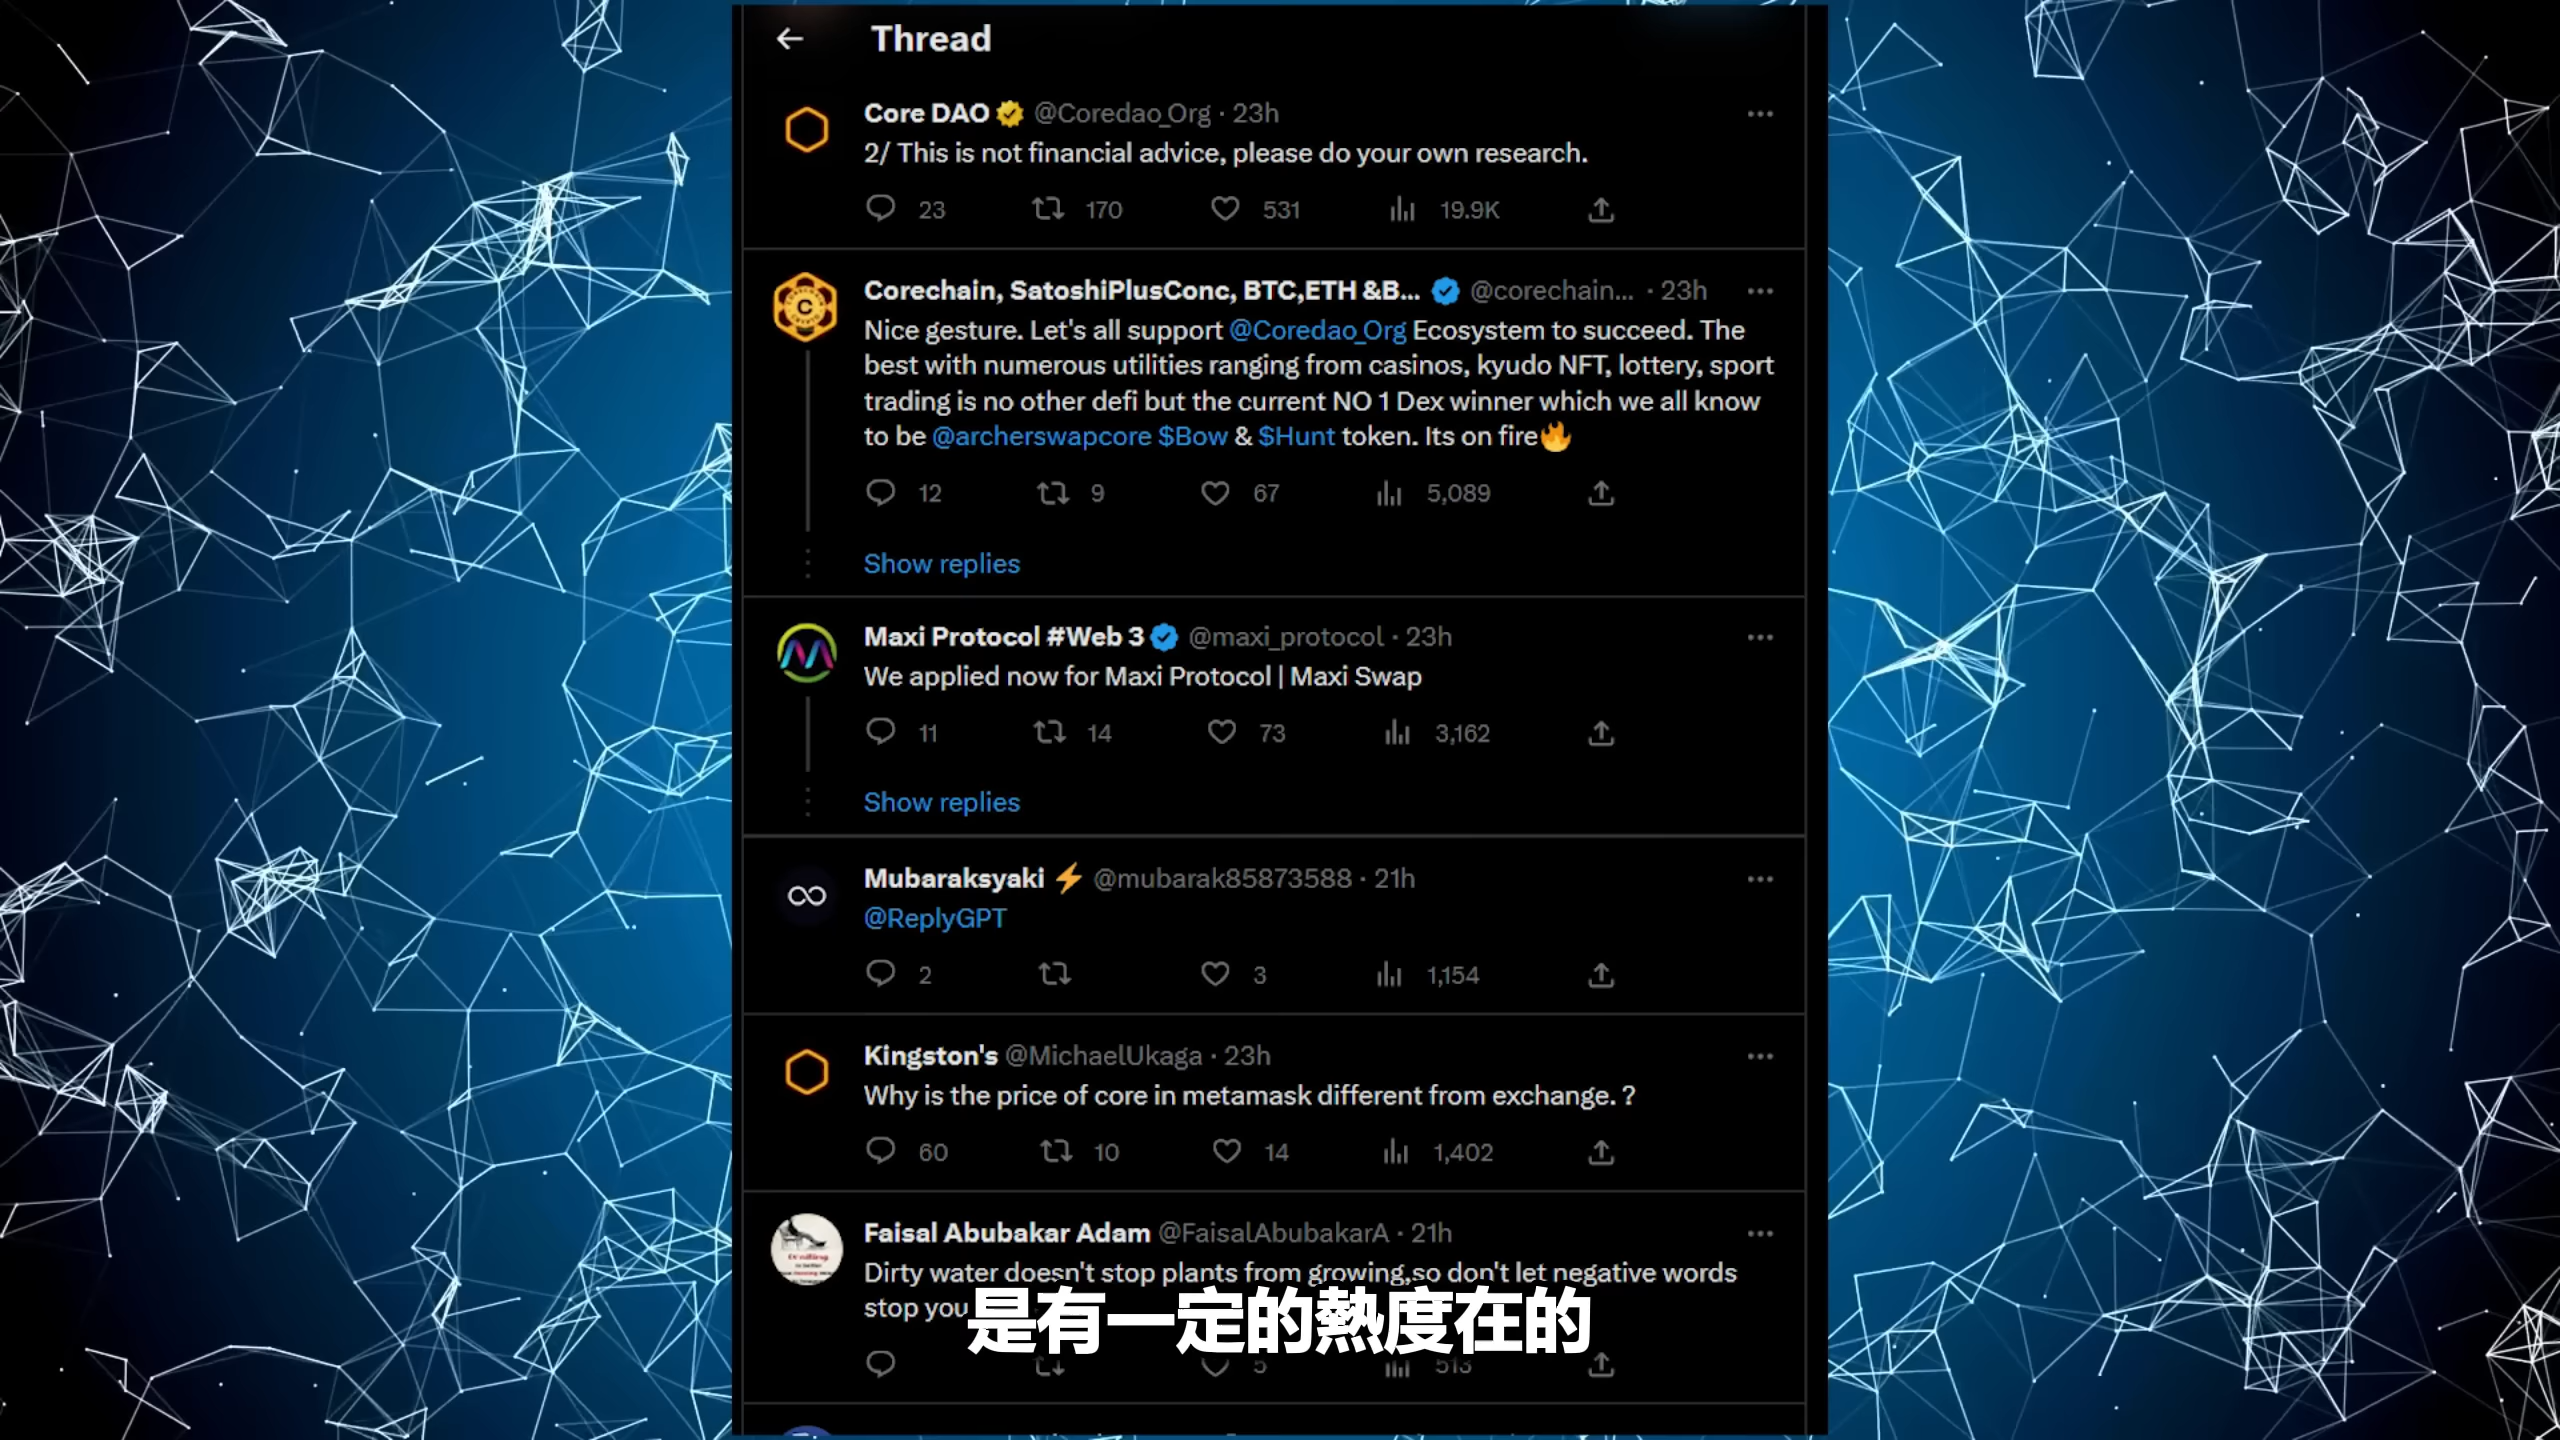 Thread
Core DAO @Coredao_Org · 23h
2/ This is not financial advice, please do your own research.
23 170 531 19.9K
Corechain, SatoshiPlusConc, BTC,ETH &B... @corechain... · 23h
Nice gesture. Let's all support @Coredao_Org Ecosystem to succeed. The
best with numerous utilities ranging from casinos, kyudo NFT, lottery, sport
trading is no other defi but the current NO 1 Dex winner which we all know
to be @archerswapcore $Bow & $Hunt token. Its on fire🔥
12 9 67 5,089
Show replies
Maxi Protocol #Web 3 @maxi_protocol · 23h
We applied now for Maxi Protocol | Maxi Swap
11 14 73 3,162
Show replies
Mubaraksyaki ⚡ @mubarak85873588 · 21h
@ReplyGPT
2 3 1,154
Kingston's @MichaelUkaga · 23h
Why is the price of core in metamask different from exchange. ?
60 10 14 1,402
Faisal Abubakar Adam @FaisalAbubakarA · 21h
Dirty water doesn't stop plants from growing,so don't let negative words
stop you
是有一定的熱度在的
5 513